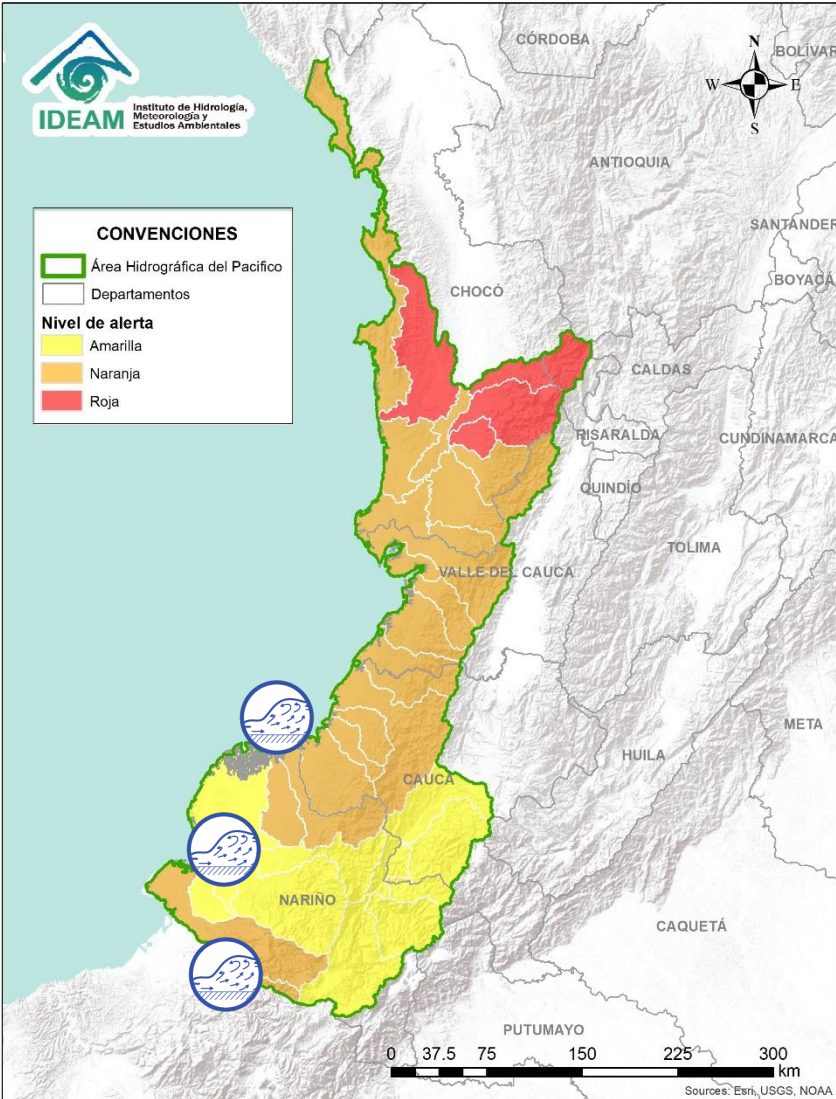 IDEAM
Instituto de Hidrología,
Meteorología y
Estudios Ambientales
CONVENCIONES
Área Hidrográfica del Pacifico
Departamentos
Nivel de alerta
Amarilla
Naranja
Roja
N
W E
S
CÓRDOBA
BOLÍVAR
ANTIOQUIA
SANTANDER
BOYACÁ
CHOCÓ
CALDAS
RISARALDA
CUNDINAMARCA
QUINDÍO
TOLIMA
VALLE DEL CAUCA
META
HUILA
CAUCA
NARIÑO
CAQUETÁ
PUTUMAYO
0 37.5 75 150 225 300
km
Sources: Esri, USGS, NOAA